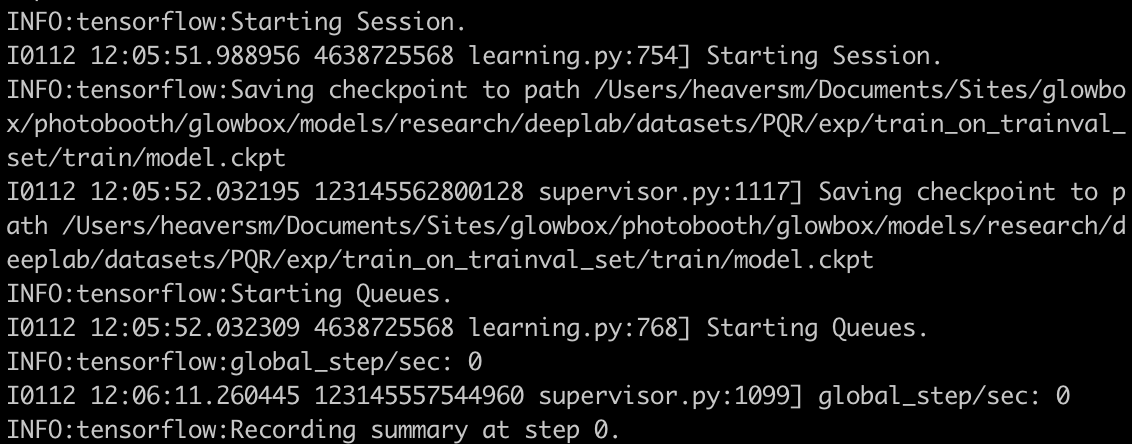 INFO:tensorflow:Starting Session.
I0112 12:05:51.988956 4638725568 learning.py:754] Starting Session.
INFO:tensorflow:Saving checkpoint to path /Users/heaversm/Documents/Sites/glowbo
x/photobooth/glowbox/models/research/deeplab/datasets/PQR/exp/train_on_trainval_
set/train/model.ckpt
I0112 12:05:52.032195 123145562800128 supervisor.py:1117] Saving checkpoint to p
ath /Users/heaversm/Documents/Sites/glowbox/photobooth/glowbox/models/research/d
eeplab/datasets/PQR/exp/train_on_trainval_set/train/model.ckpt
INFO:tensorflow:Starting Queues.
I0112 12:05:52.032309 4638725568 learning.py:768] Starting Queues.
INFO:tensorflow:global_step/sec: 0
I0112 12:06:11.260445 123145557544960 supervisor.py:1099] global_step/sec: 0
INFO:tensorflow:Recording summary at step 0.